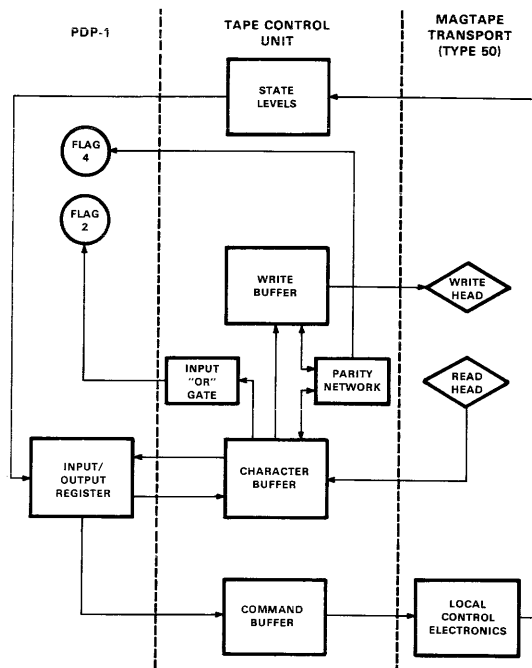 PDP-1
TAPE CONTROL
UNIT
MAGTAPE
TRANSPORT
(TYPE 50)
STATE
LEVELS
FLAG
4
FLAG
2
WRITE
BUFFER
WRITE
HEAD
INPUT
"OR"
GATE
PARITY
NETWORK
READ
HEAD
INPUT/
OUTPUT
REGISTER
CHARACTER
BUFFER
COMMAND
BUFFER
LOCAL
CONTROL
ELECTRONICS